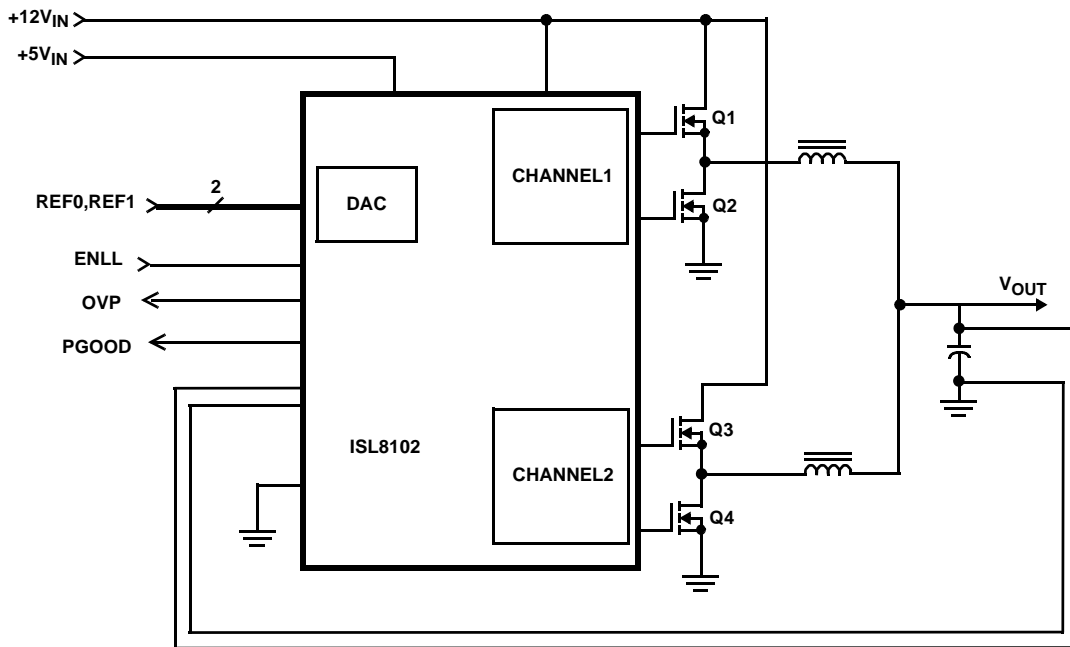 +12VIN
+5VIN
Q1
CHANNEL1
2
REF0,REF1
DAC
Q2
ENLL
VOUT
OVP
PGOOD
Q3
ISL8102
CHANNEL2
Q4